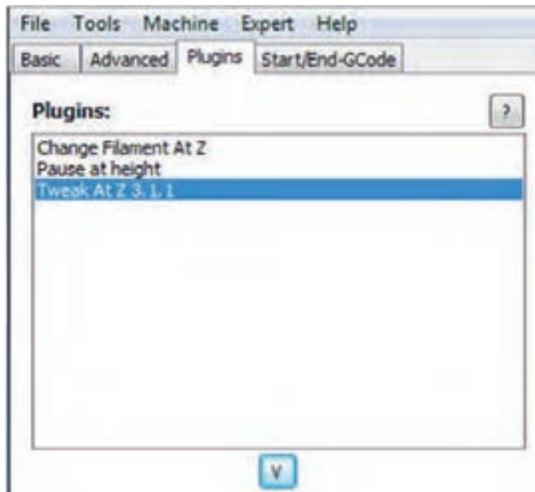 File Tools Machine Expert Help
Basic Advanced Plugins Start/End-GCode
Plugins:
?
Change Filament At Z
Pause at height
Tweak At Z 3.1.1
V